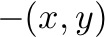 −(x, y)